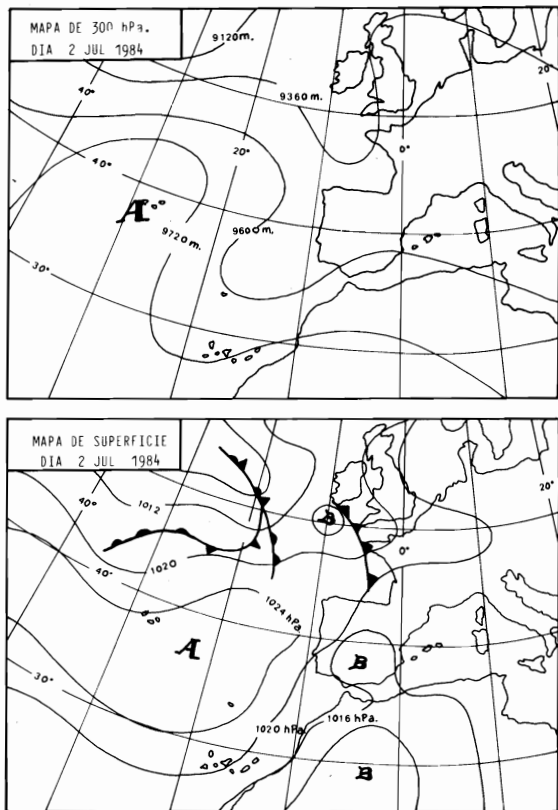 MAPA DE 300 hPa.
DIA 2 JUL 1984
9120m.
9360 m.
20°
40°
0°
20°
40°
A
9720m.
9600m.
30°
MAPA DE SUPERFICIE
DIA 2 JUL 1984
1012
40°
B
20°
0°
1020
40°
1024 hPa.
A
B
30°
1020 hPa.
1016 hPa.
B